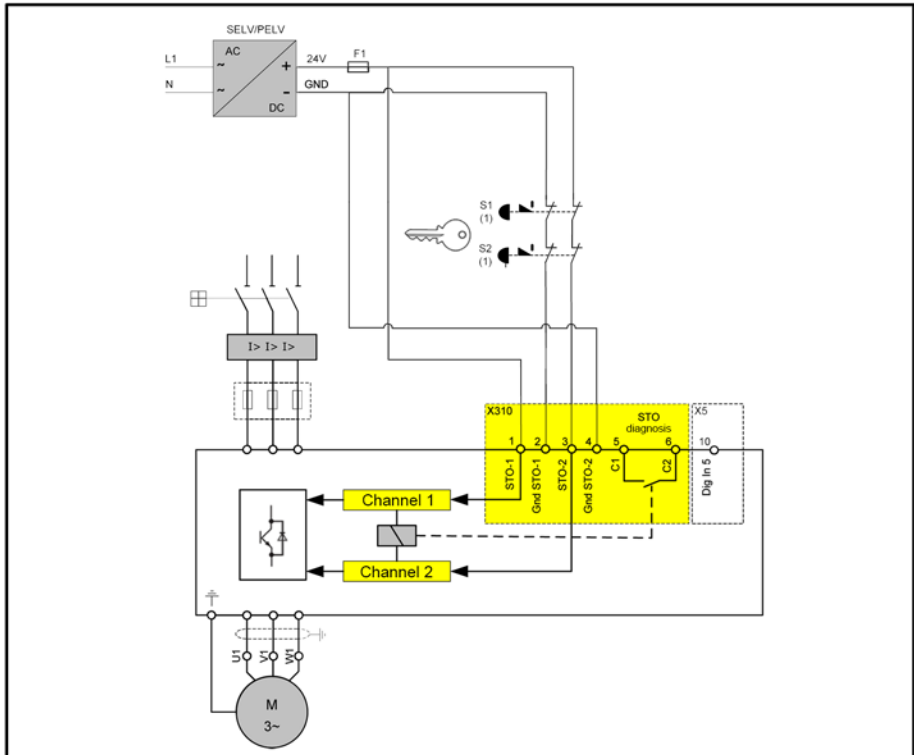 SELV/PELV
L1
N
AC
~
~
+
-
DC
24V
GND
F1
S1
(1)
S2
(1)
I> I> I>
X310
STO
diagnosis
X5
1
2
3
4
5
6
10
STO-1
Gnd STO-1
STO-2
Gnd STO-2
C1
C2
Dig In 5
Channel 1
Channel 2
U1
V1
W1
M
3~